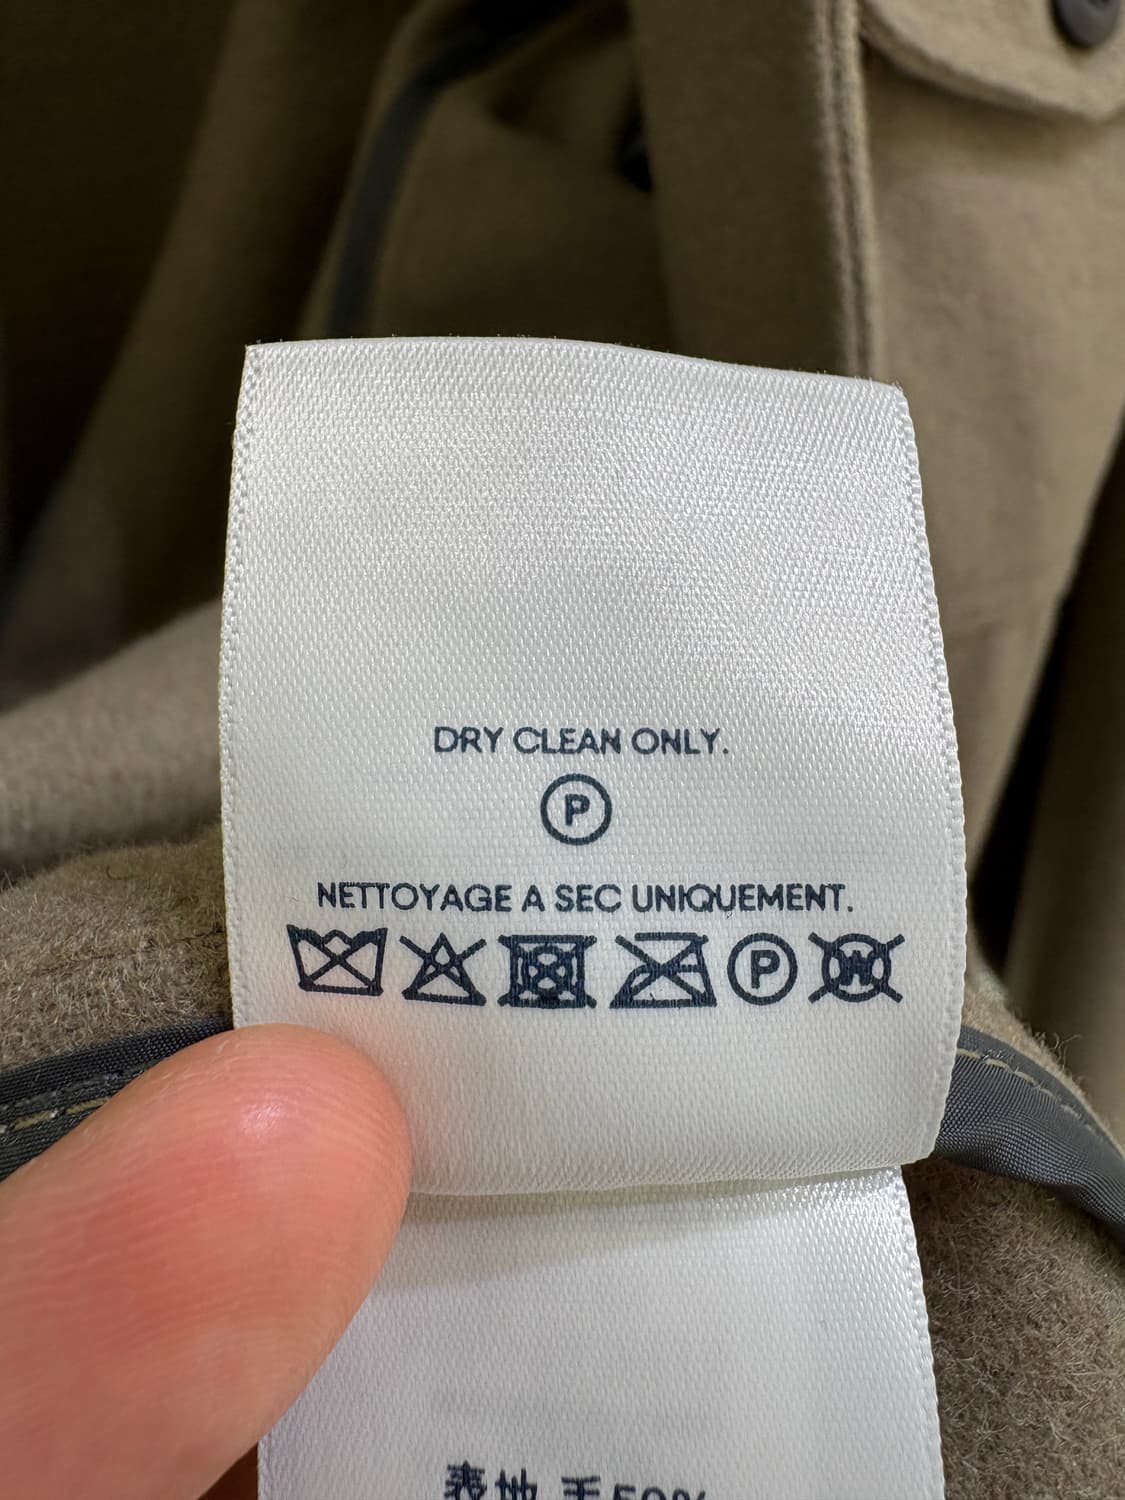 DRY CLEAN ONLY.
P
NETTOYAGE A SEC UNIQUEMENT.
P W
表地 毛50%